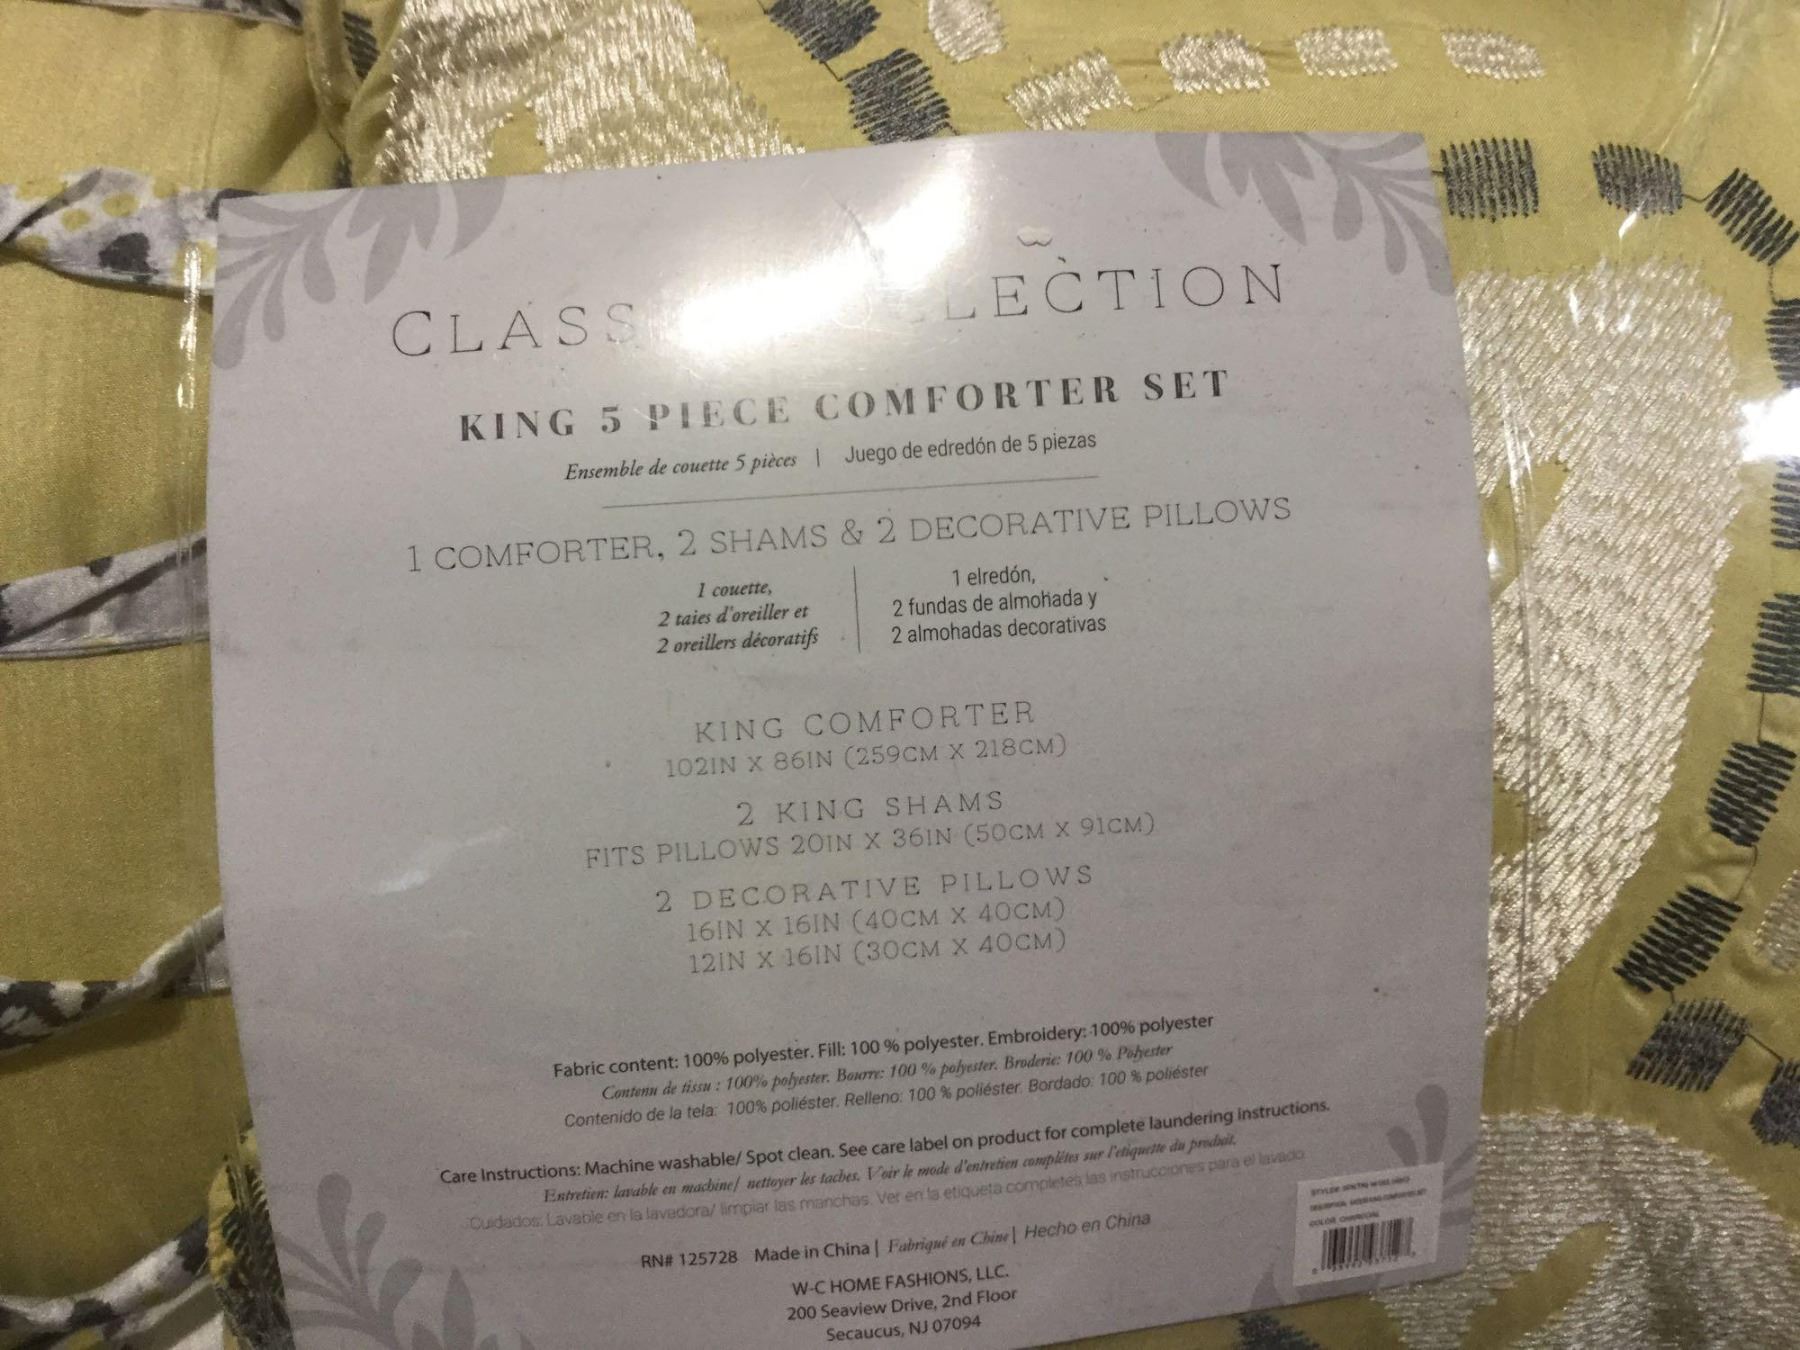 CLASS LECTION
KING 5 PIECE COMFORTER SET
Ensemble de couette 5 pièces | Juego de edredón de 5 piezas
1 COMFORTER, 2 SHAMS & 2 DECORATIVE PILLOWS
1 couette,
2 taies d'oreiller et
2 oreillers décoratifs
1 elredón,
2 fundas de almohada y
2 almohadas decorativas
KING COMFORTER
102IN X 86IN (259CM X 218CM)
2 KING SHAMS
FITS PILLOWS 20IN X 36IN (50CM X 91CM)
2 DECORATIVE PILLOWS
16IN X 16IN (40CM X 40CM)
12IN X 16IN (30CM X 40CM)
Fabric content: 100% polyester. Fill: 100 % polyester. Embroidery: 100% polyester
Contenu de tissu : 100% polyester. Bourre: 100 % polyester. Broderie: 100 % Polyester
Contenido de la tela: 100% poliéster. Relleno: 100 % poliéster. Bordado: 100 % poliéster
Care Instructions: Machine washable/ Spot clean. See care label on product for complete laundering instructions.
Entretien: lavable en machine/ nettoyer les taches. Voir le mode d'entretien complétes sur l'etiquette du produit.
Cuidados: Lavable en la lavadora/ limpiar las manchas. Ver en la etiqueta completes las instrucciones para el lavado
RN# 125728 Made in China | Fabriqué en Chine | Hecho en China
W-C HOME FASHIONS, LLC.
200 Seaview Drive, 2nd Floor
Secaucus, NJ 07094
COLOR: CHARCOAL